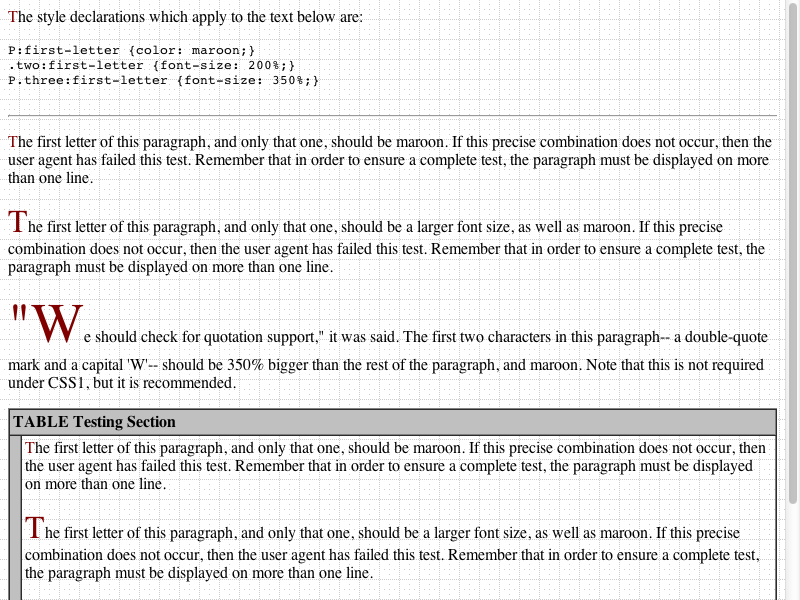 The style declarations which apply to the text below are:
P:first-letter {color: maroon;}
.two:first-letter {font-size: 200%;}
P.three:first-letter {font-size: 350%;}
The first letter of this paragraph, and only that one, should be maroon. If this precise combination does not occur, then the
user agent has failed this test. Remember that in order to ensure a complete test, the paragraph must be displayed on more
than one line.
The first letter of this paragraph, and only that one, should be a larger font size, as well as maroon. If this precise
combination does not occur, then the user agent has failed this test. Remember that in order to ensure a complete test, the
paragraph must be displayed on more than one line.
"We should check for quotation support," it was said. The first two characters in this paragraph-- a double-quote
mark and a capital 'W'-- should be 350% bigger than the rest of the paragraph, and maroon. Note that this is not required
under CSS1, but it is recommended.
TABLE Testing Section
The first letter of this paragraph, and only that one, should be maroon. If this precise combination does not occur, then
the user agent has failed this test. Remember that in order to ensure a complete test, the paragraph must be displayed
on more than one line.
The first letter of this paragraph, and only that one, should be a larger font size, as well as maroon. If this precise
combination does not occur, then the user agent has failed this test. Remember that in order to ensure a complete test,
the paragraph must be displayed on more than one line.